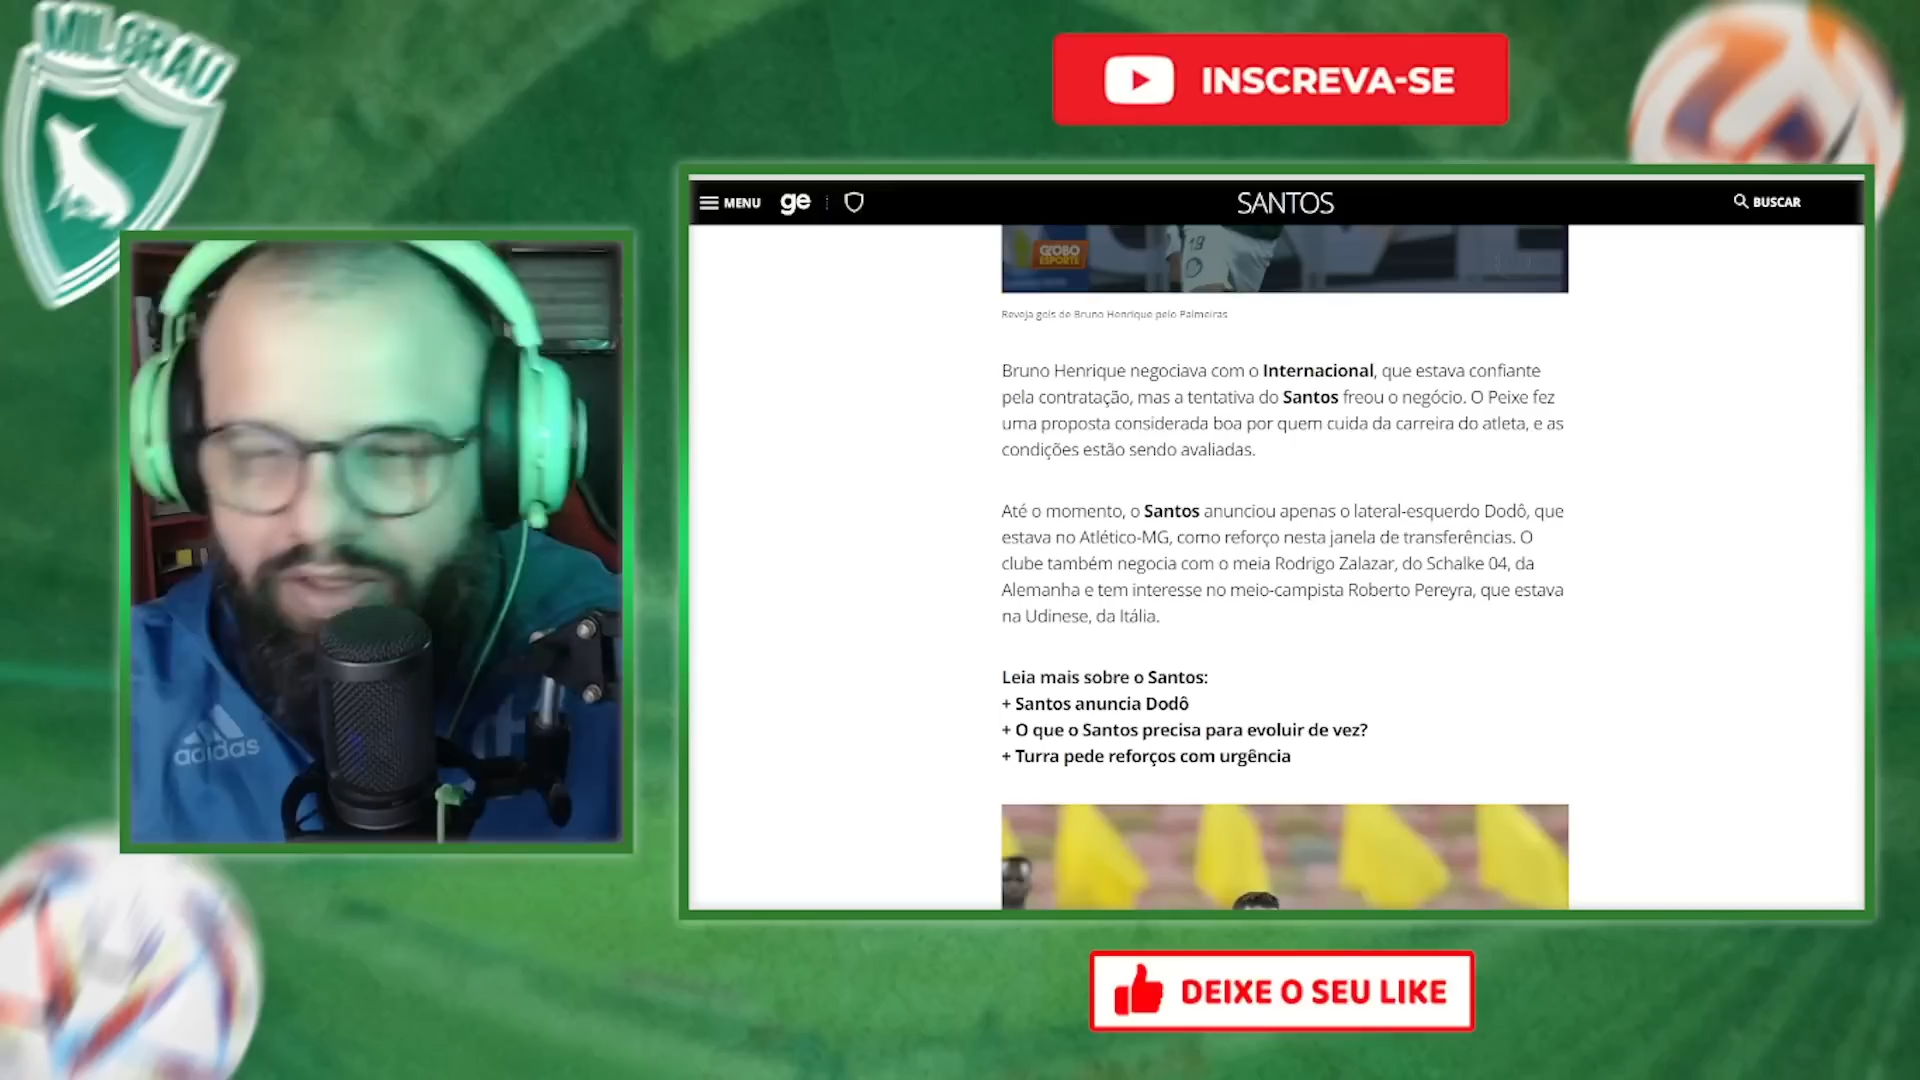 MILGRAU
INSCREVA-SE
MENU
ge
SANTOS
BUSCAR
GLOBO
ESPORTE
19
Reveja gols de Bruno Henrique pelo Palmeiras
Bruno Henrique negociava com o Internacional, que estava confiante
pela contratação, mas a tentativa do Santos freou o negócio. O Peixe fez
uma proposta considerada boa por quem cuida da carreira do atleta, e as
condições estão sendo avaliadas.
Até o momento, o Santos anunciou apenas o lateral-esquerdo Dodô, que
estava no Atlético-MG, como reforço nesta janela de transferências. O
clube também negocia com o meia Rodrigo Zalazar, do Schalke 04, da
Alemanha e tem interesse no meio-campista Roberto Pereyra, que estava
na Udinese, da Itália.
Leia mais sobre o Santos:
+ Santos anuncia Dodô
+ O que o Santos precisa para evoluir de vez?
+ Turra pede reforços com urgência
adidas
DEIXE O SEU LIKE